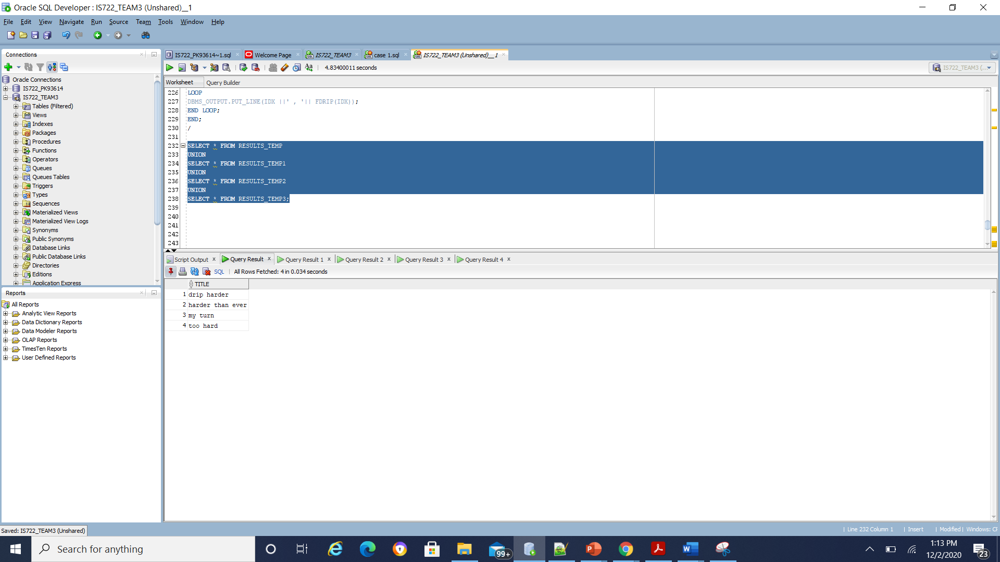 Oracle SQL Developer : IS722_TEAM3 (Unshared)__1
File Edit View Navigate Run Source Team Tools Window Help
Connections
Oracle Connections
IS722_PK93614
IS722_TEAM3
Tables (Filtered)
Views
Indexes
Packages
Procedures
Functions
Operators
Queues
Queues Tables
Triggers
Types
Sequences
Materialized Views
Materialized View Logs
Synonyms
Public Synonyms
Database Links
Public Database Links
Directories
Editions
Application Express
Reports
All Reports
Analytic View Reports
Data Dictionary Reports
Data Modeler Reports
OLAP Reports
TimesTen Reports
User Defined Reports
IS722_PK93614~1.sql Welcome Page IS722_TEAM3 case 1.sql IS722_TEAM3 (Unshared)__1
4.83400011 seconds
IS722_TEAM3 (...
Worksheet Query Builder
226 LOOP
227 DBMS_OUTPUT.PUT_LINE(IDX ||' , '|| FDRIP(IDX));
228 END LOOP;
229 END;
230 /
231
232 SELECT * FROM RESULTS_TEMP
233 UNION
234 SELECT * FROM RESULTS_TEMP1
235 UNION
236 SELECT * FROM RESULTS_TEMP2
237 UNION
238 SELECT * FROM RESULTS_TEMP3;
239
240
241
242
243
Script Output Query Result Query Result 1 Query Result 2 Query Result 3 Query Result 4
SQL All Rows Fetched: 4 in 0.034 seconds
TITLE
1 drip harder
2 harder than ever
3 my turn
4 too hard
Saved: IS722_TEAM3 (Unshared)
Line 232 Column 1 Insert Modified Windows: CF
Search for anything
99+
1:13 PM
12/2/2020
23